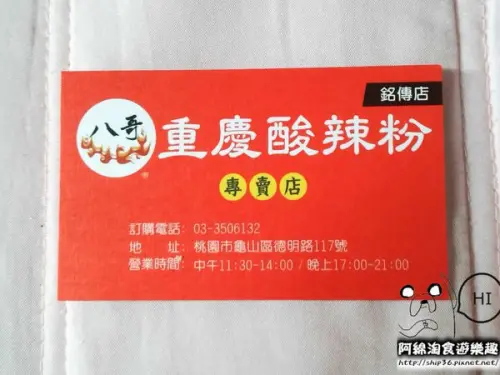 銘傳店
八哥
重慶酸辣粉
專賣店
訂購電話: 03-3506132
地 址: 桃園市龜山區德明路117號
營業時間: 中午11:30-14:00 / 晚上17:00-21:00
HI
阿綿淘食遊樂趣
http://ship36.pixnet.net/blog